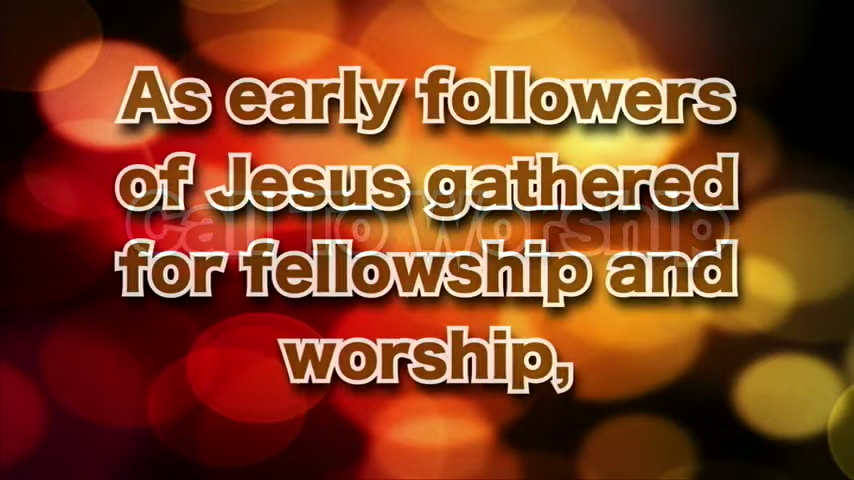 As early followers
of Jesus gathered
Call To Worship
for fellowship and
worship,